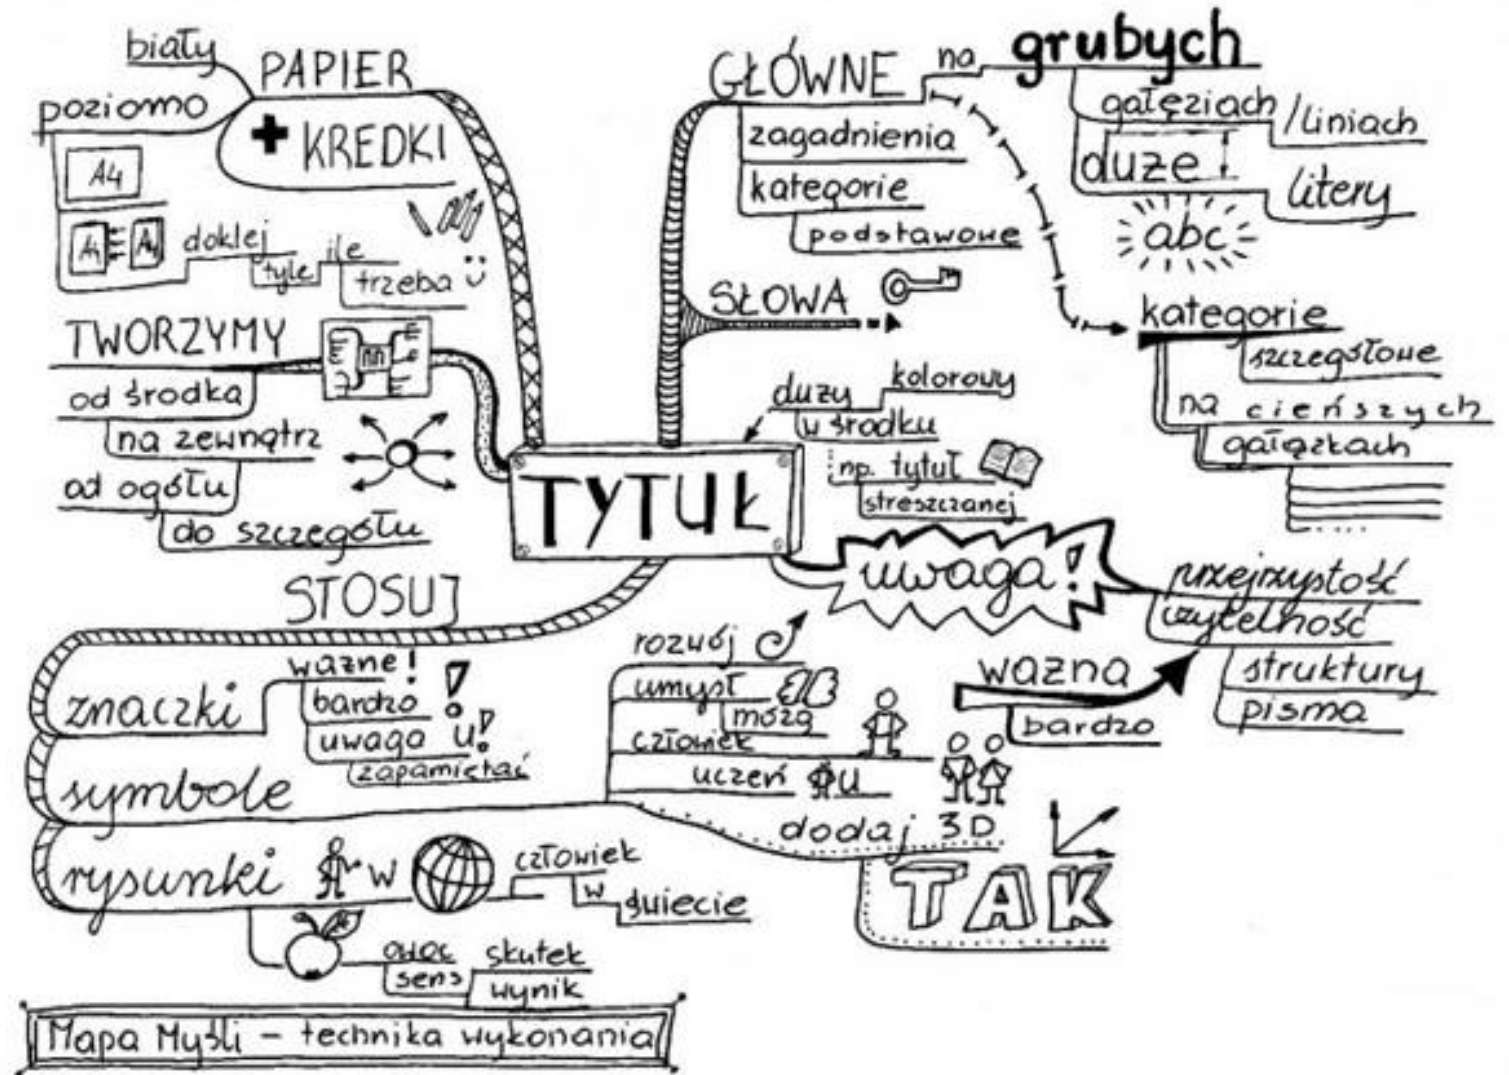 biały
poziomo
PAPIER
+ KREDKI
A4
A4 A4
doklej
tyle
ile
trzeba
TWORZYMY
od środka
na zewnątrz
od ogółu
do szczegółu
GŁÓWNE
na
grubych
gałęziach
/liniach
duże
litery
abc
zagadnienia
kategorie
podstawowe
SŁOWA
kategorie
szczegółowe
na cieńszych
gałązkach
TYTUŁ
duży
kolorowy
w środku
np. tytuł
streszczanej
uwaga!
przejrzystość
czytelność
struktury
pisma
ważna
bardzo
STOSUJ
znaczki
ważne!
bardzo !
uwaga u!
zapamiętać
symbole
rozwój
umysł
mózg
człowiek
uczeń U
dodaj 3D
TAK
rysunki
w
człowiek
w
świecie
owoc
sens
skutek
wynik
Mapa Myśli – technika wykonania